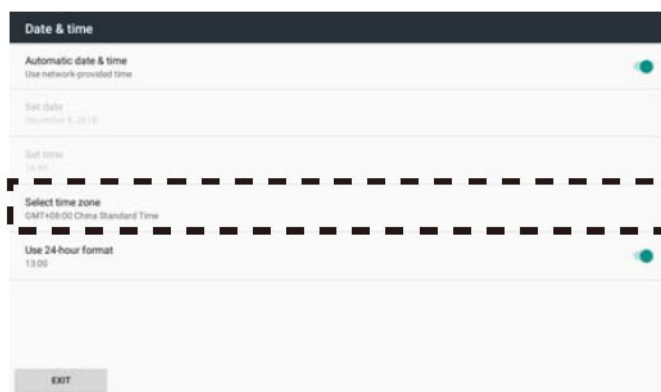 Date & time
Automatic date & time
Use network-provided time
Set date
Set time
Select time zone
GMT+08:00 China Standard Time
Use 24-hour format
13:00
EXIT